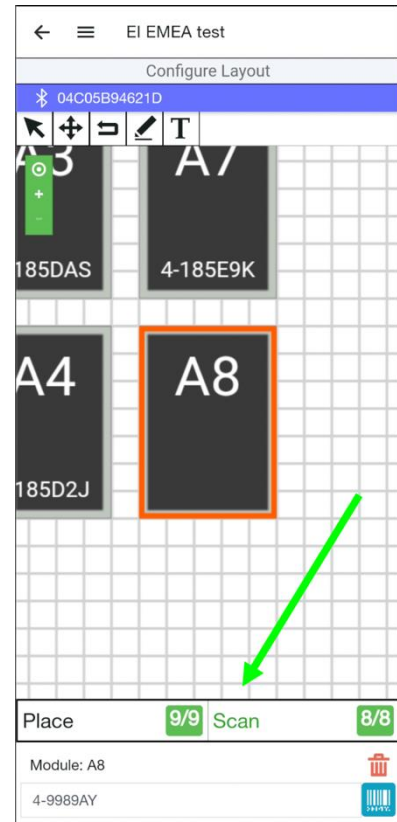 EI EMEA test
Configure Layout
04C05B94621D
T
A3
A7
185DAS
4-185E9K
A4
A8
185D2J
Place 9/9 Scan 8/8
Module: A8
4-9989AY